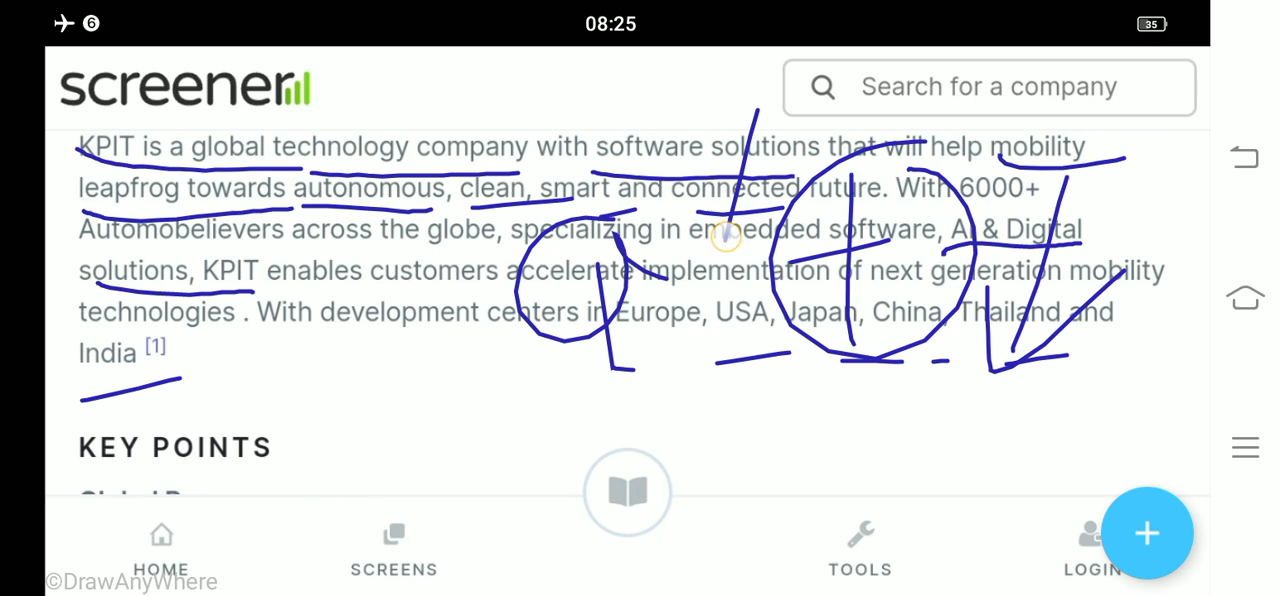 6 08:25 35
screener Search for a company
KPIT is a global technology company with software solutions that will help mobility
leapfrog towards autonomous, clean, smart and connected future. With 6000+
Automobelievers across the globe, specializing in embedded software, AI & Digital
solutions, KPIT enables customers accelerate implementation of next generation mobility
technologies . With development centers in Europe, USA, Japan, China, Thailand and
India [1]
KEY POINTS
HOME SCREENS TOOLS LOGIN
©DrawAnyWhere